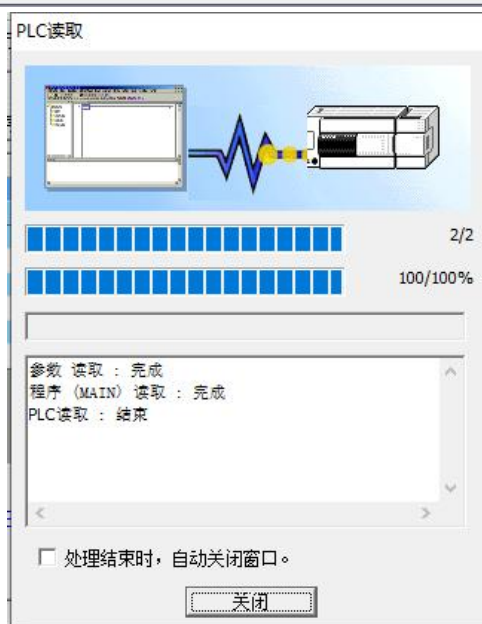 PLC读取
2/2
100/100%
参数 读取 : 完成
程序 (MAIN) 读取 : 完成
PLC读取 : 结束
处理结束时，自动关闭窗口。
关闭